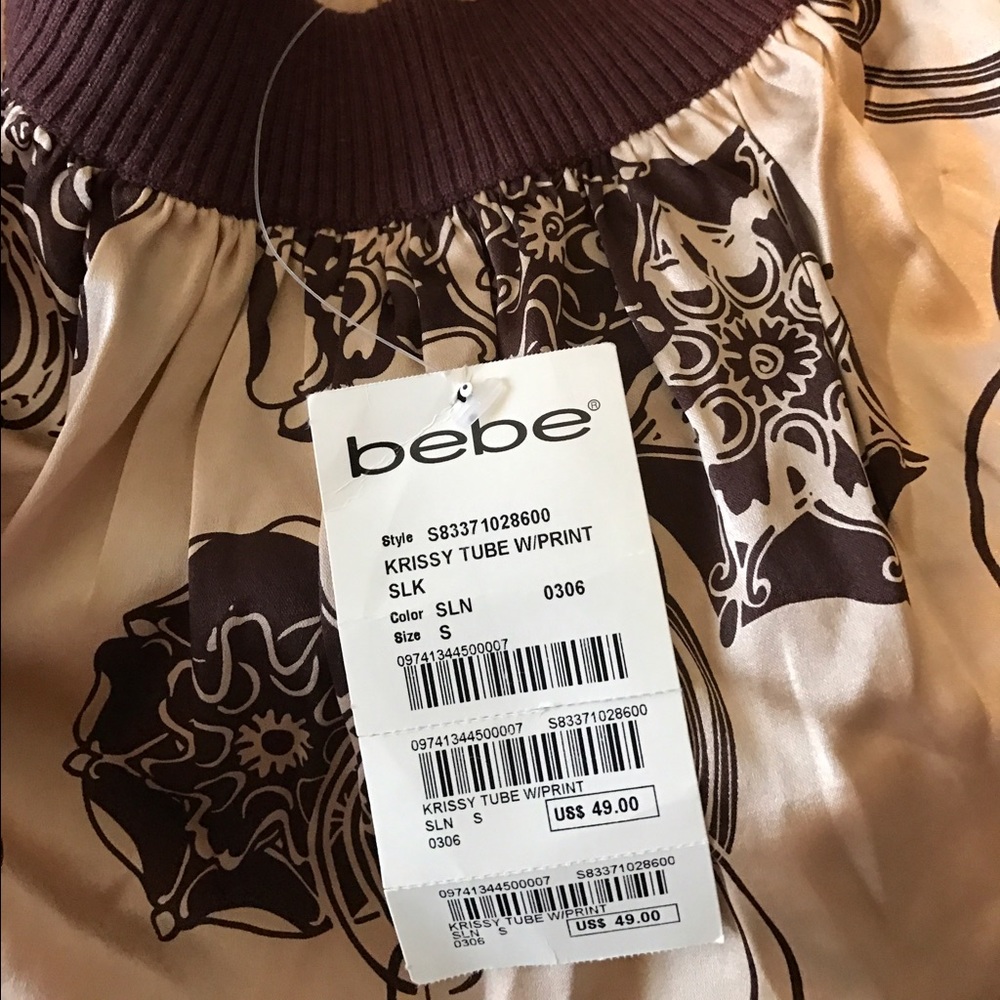 bebe®
Style S83371028600
KRISSY TUBE W/PRINT
SLK
Color SLN 0306
Size S
09741344500007
09741344500007 S83371028600
KRISSY TUBE W/PRINT
SLN S US$ 49.00
0306
09741344500007 S83371028600
KRISSY TUBE W/PRINT
SLN S US$ 49.00
0306